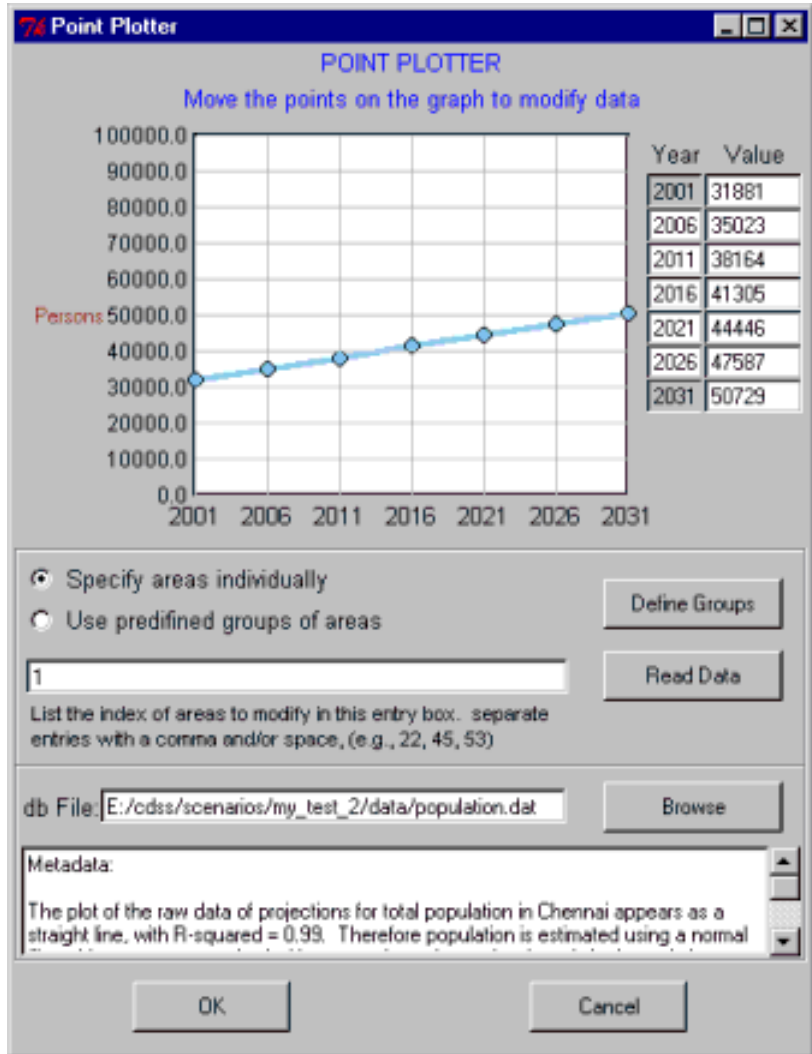 Point Plotter
POINT PLOTTER
Move the points on the graph to modify data
100000.0
90000.0
80000.0
70000.0
60000.0
Persons 50000.0
40000.0
30000.0
20000.0
10000.0
0.0
2001 2006 2011 2016 2021 2026 2031
Year Value
2001 31881
2006 35023
2011 38164
2016 41305
2021 44446
2026 47587
2031 50729
Specify areas individually
Use predifined groups of areas
Define Groups
1
Read Data
List the index of areas to modify in this entry box. separate
entries with a comma and/or space, (e.g., 22, 45, 53)
db File: E:/cdss/scenarios/my_test_2/data/population.dat
Browse
Metadata:
The plot of the raw data of projections for total population in Chennai appears as a
straight line, with R-squared = 0.99. Therefore population is estimated using a normal
OK
Cancel